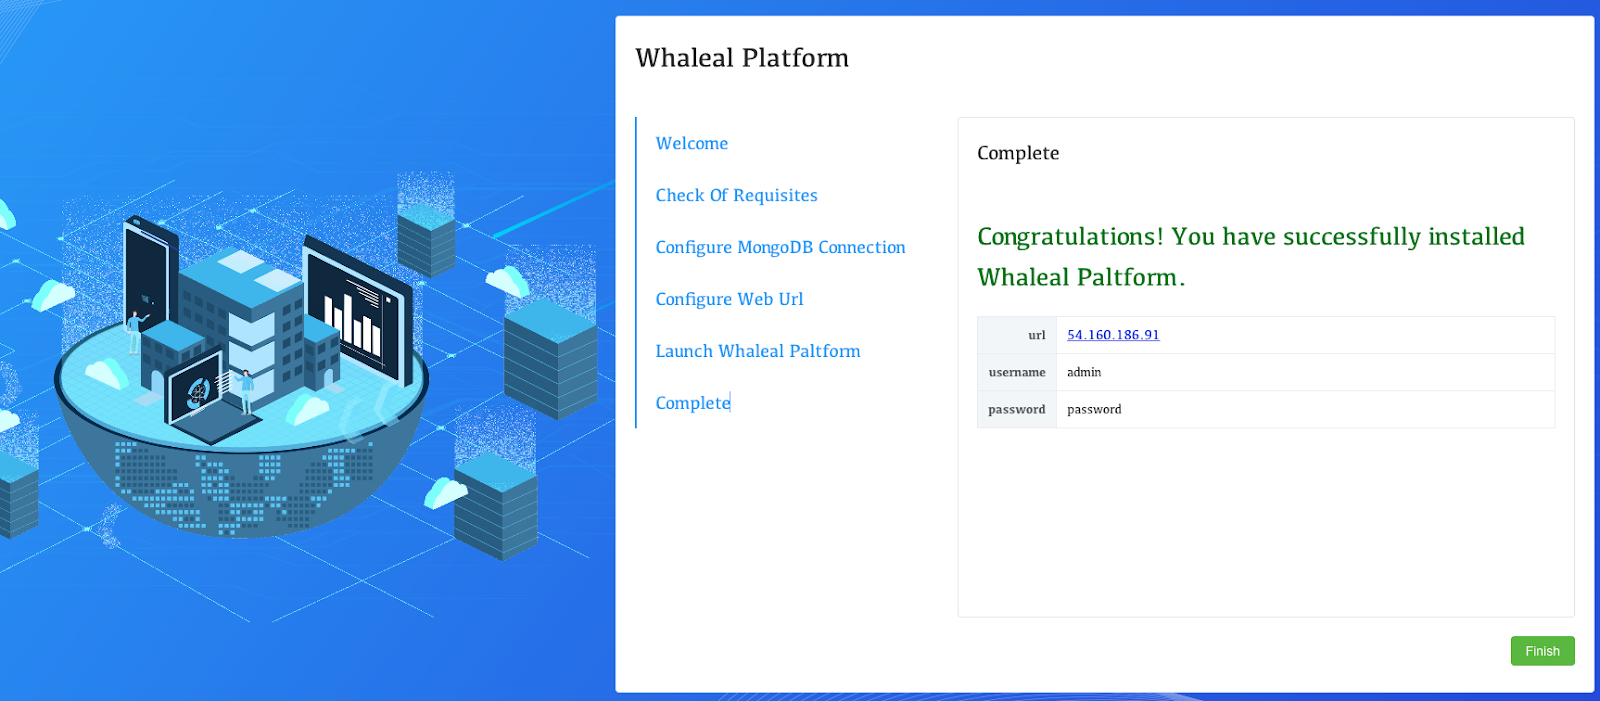 Whaleal Platform
Welcome
Check Of Requisites
Configure MongoDB Connection
Configure Web Url
Launch Whaleal Paltform
Complete
Complete
Congratulations! You have successfully installed
Whaleal Paltform.
url 54.160.186.91
username admin
password password
Finish